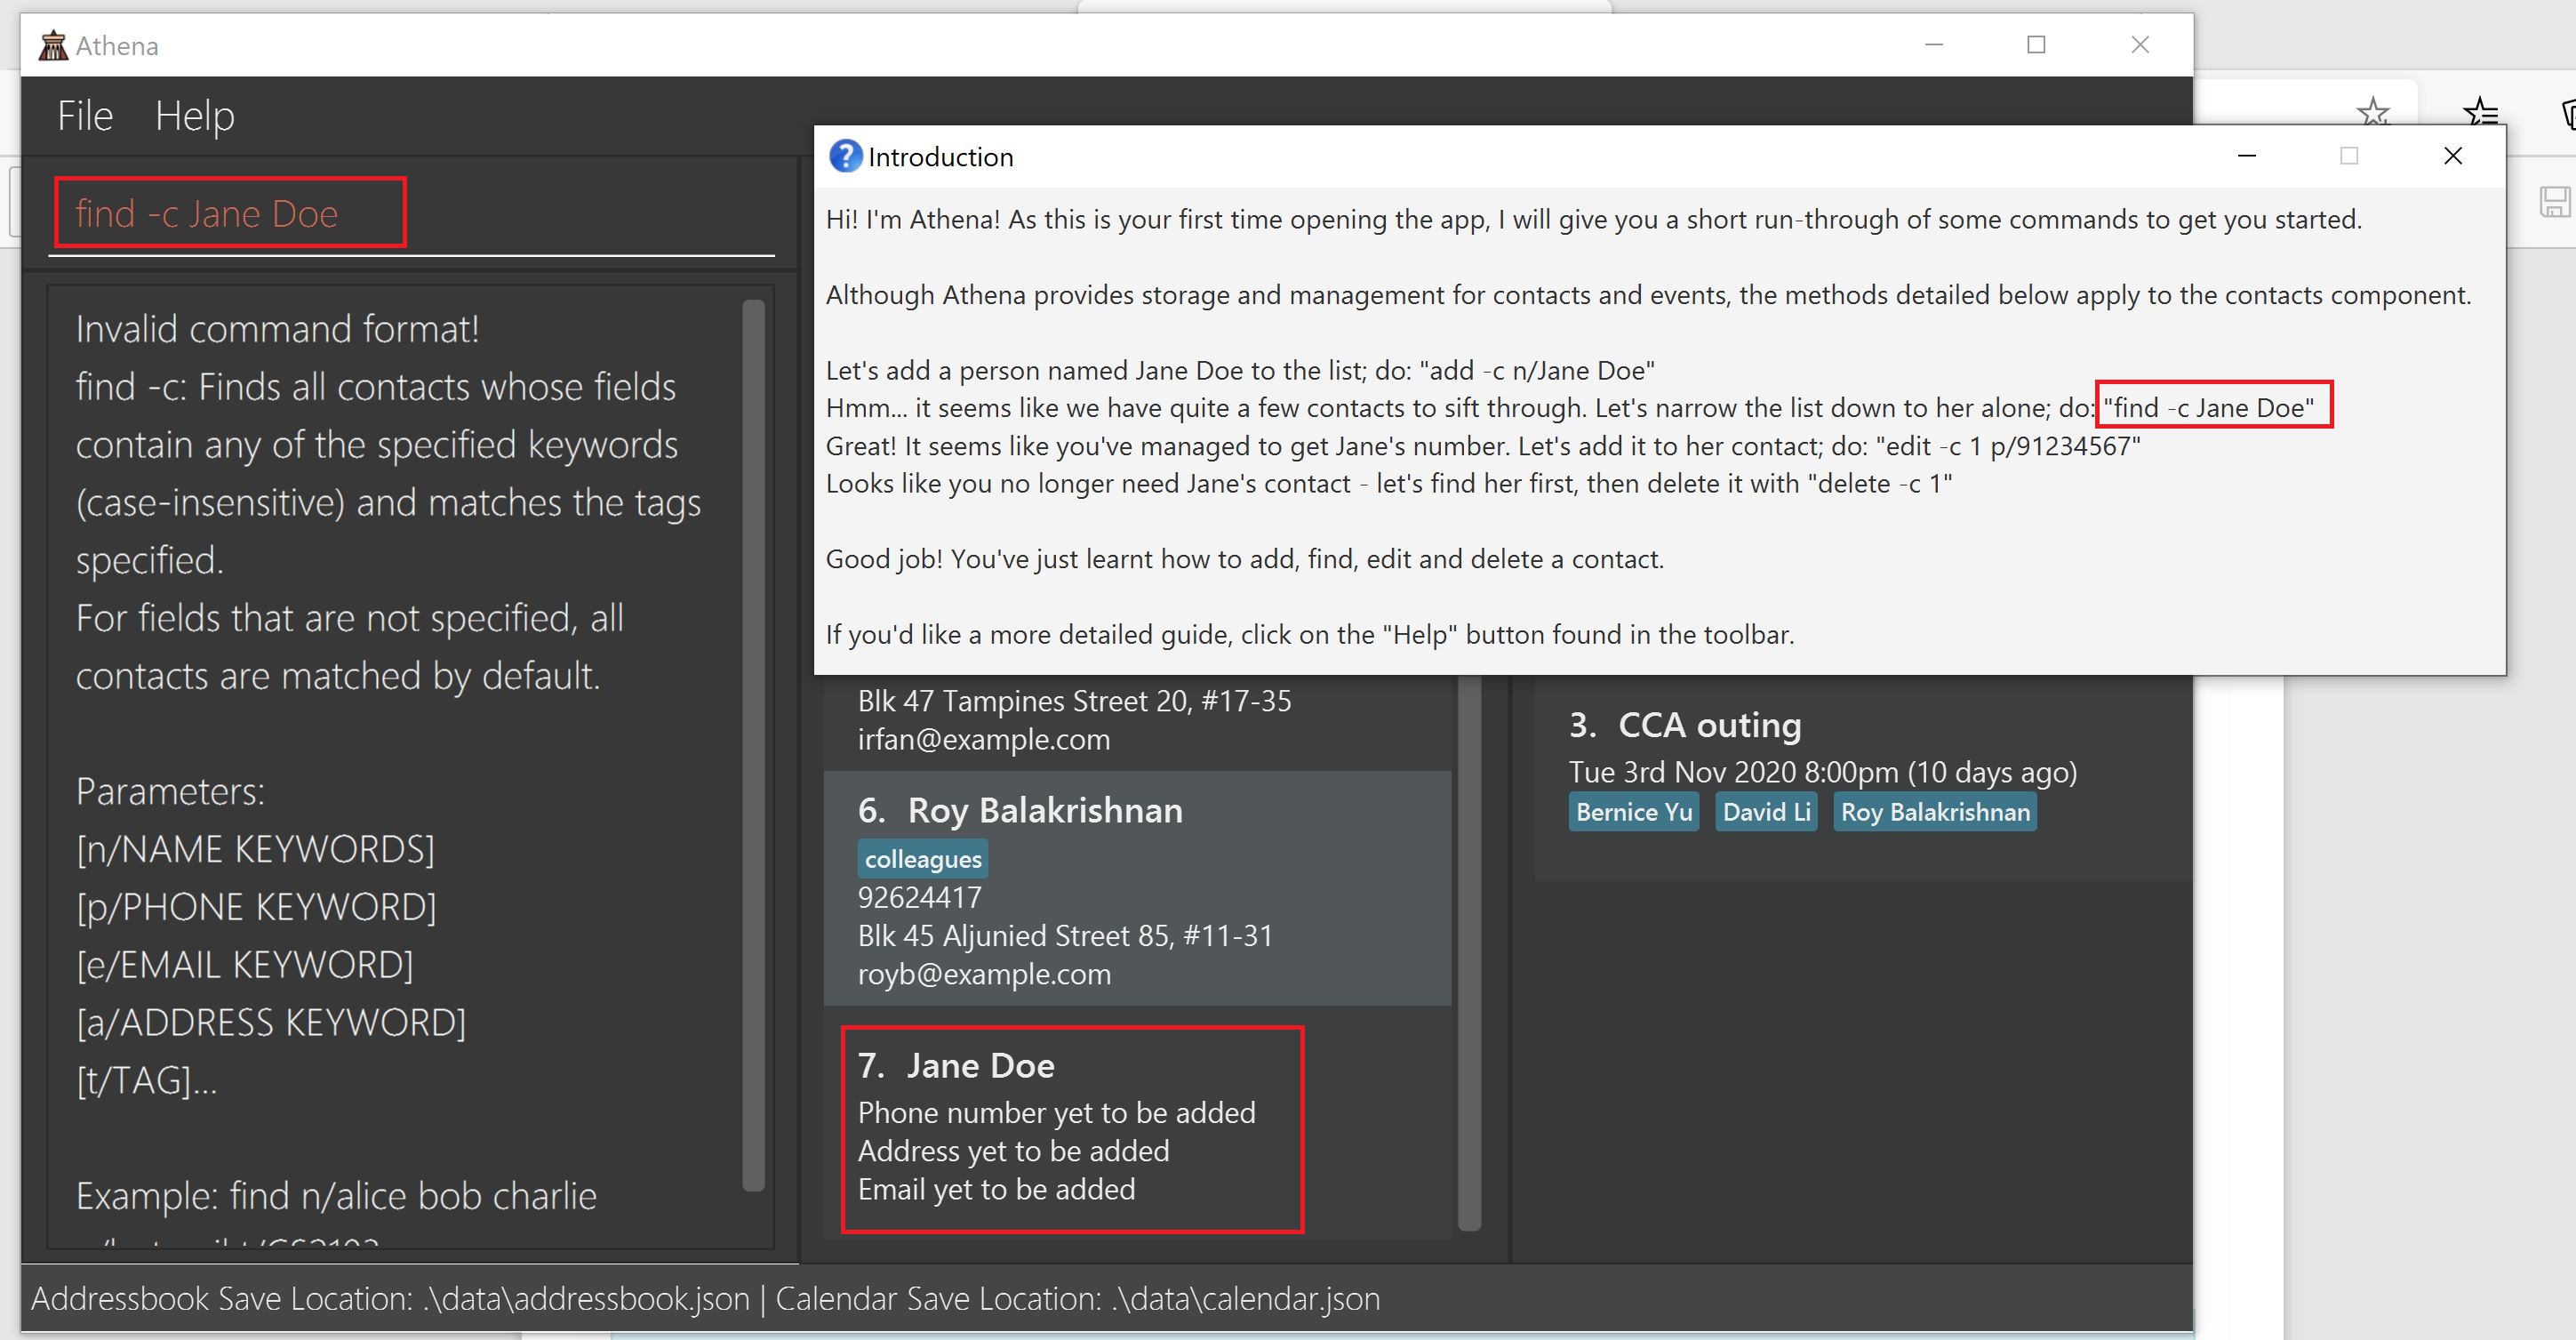 Athena
File Help
find -c Jane Doe
Invalid command format!
find -c: Finds all contacts whose fields
contain any of the specified keywords
(case-insensitive) and matches the tags
specified.
For fields that are not specified, all
contacts are matched by default.
Parameters:
[n/NAME KEYWORDS]
[p/PHONE KEYWORD]
[e/EMAIL KEYWORD]
[a/ADDRESS KEYWORD]
[t/TAG]...
Example: find n/alice bob charlie
Introduction
Hi! I'm Athena! As this is your first time opening the app, I will give you a short run-through of some commands to get you started.
Although Athena provides storage and management for contacts and events, the methods detailed below apply to the contacts component.
Let's add a person named Jane Doe to the list; do: "add -c n/Jane Doe"
Hmm... it seems like we have quite a few contacts to sift through. Let's narrow the list down to her alone; do: "find -c Jane Doe"
Great! It seems like you've managed to get Jane's number. Let's add it to her contact; do: "edit -c 1 p/91234567"
Looks like you no longer need Jane's contact - let's find her first, then delete it with "delete -c 1"
Good job! You've just learnt how to add, find, edit and delete a contact.
If you'd like a more detailed guide, click on the "Help" button found in the toolbar.
Blk 47 Tampines Street 20, #17-35
irfan@example.com
6. Roy Balakrishnan
colleagues
92624417
Blk 45 Aljunied Street 85, #11-31
royb@example.com
7. Jane Doe
Phone number yet to be added
Address yet to be added
Email yet to be added
3. CCA outing
Tue 3rd Nov 2020 8:00pm (10 days ago)
Bernice Yu David Li Roy Balakrishnan
Addressbook Save Location: .\data\addressbook.json | Calendar Save Location: .\data\calendar.json